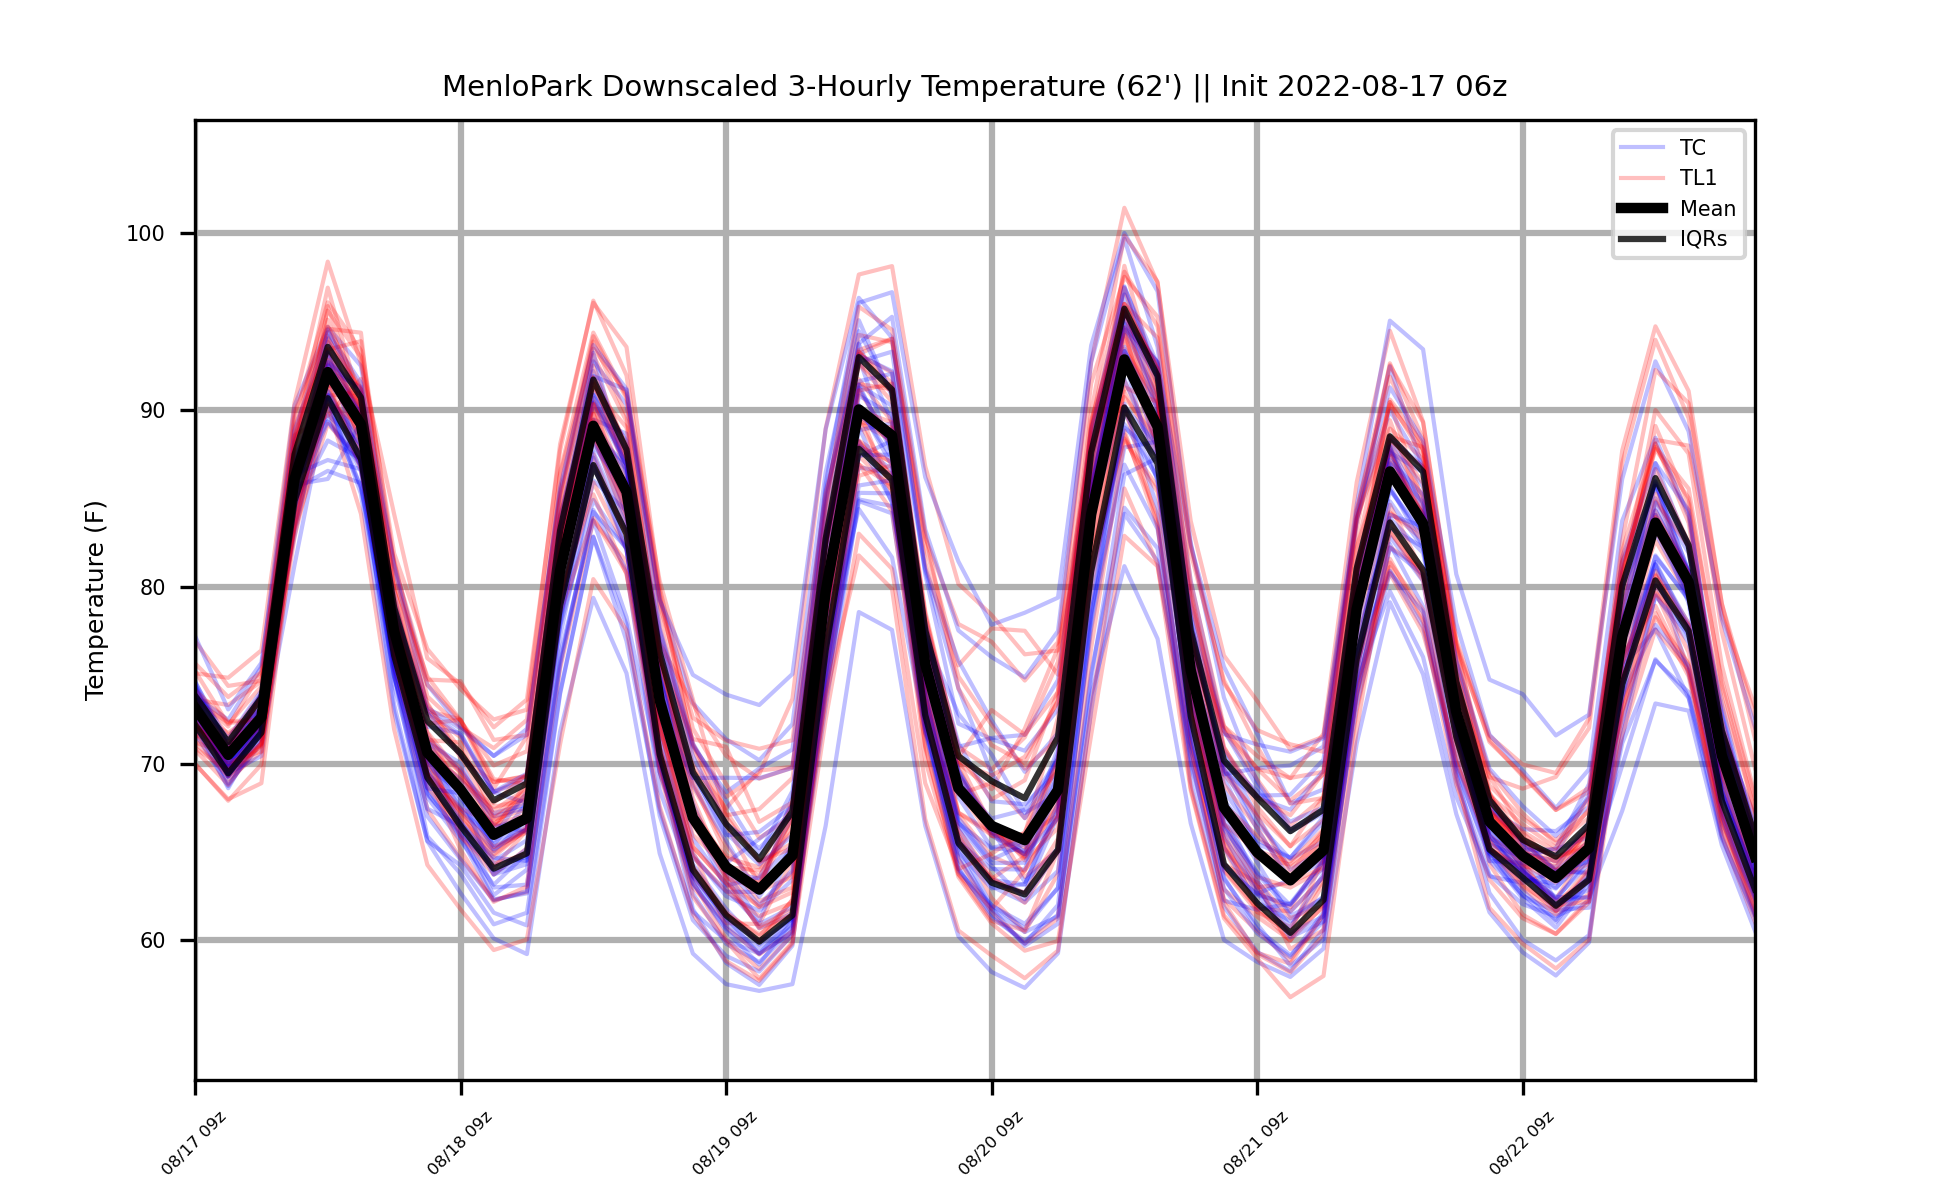 MenloPark Downscaled 3-Hourly Temperature (62') || Init 2022-08-17 06z
TC
TL1
Mean
IQRs
Temperature (F)
100
90
80
70
60
08/17 09z
08/18 09z
08/19 09z
08/20 09z
08/21 09z
08/22 09z